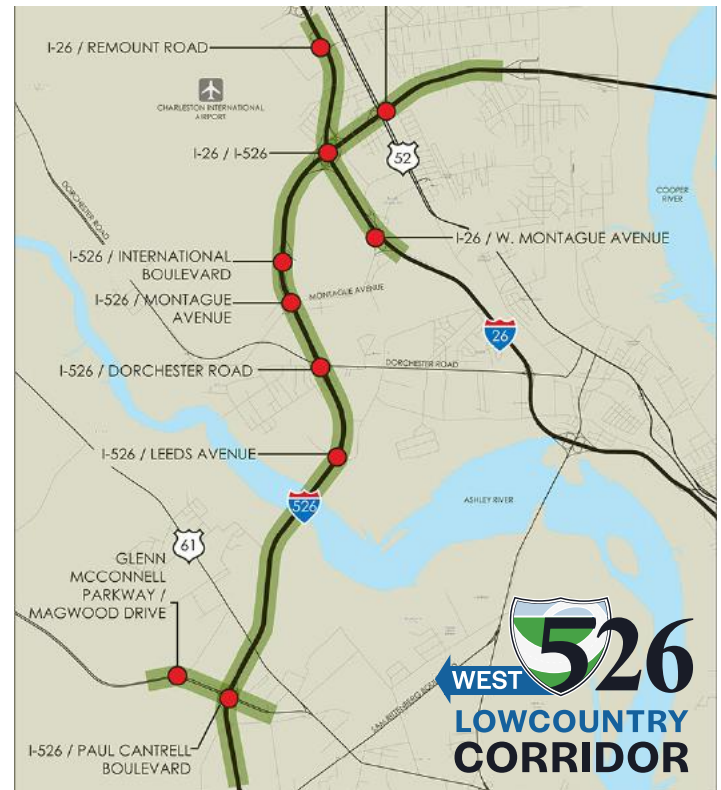 I-26 / REMOUNT ROAD
CHARLESTON INTERNATIONAL
AIRPORT
I-26 / I-526
52
DORCHESTER ROAD
COOPER
RIVER
I-26 / W. MONTAGUE AVENUE
I-526 / INTERNATIONAL
BOULEVARD
I-526 / MONTAGUE
AVENUE
MONTAGUE AVENUE
26
I-526 / DORCHESTER ROAD
DORCHESTER ROAD
I-526 / LEEDS AVENUE
ASHLEY RIVER
526
61
GLENN
MCCONNELL
PARKWAY /
MAGWOOD DRIVE
I-526 / PAUL CANTRELL
BOULEVARD
WEST 526
LOWCOUNTRY
CORRIDOR